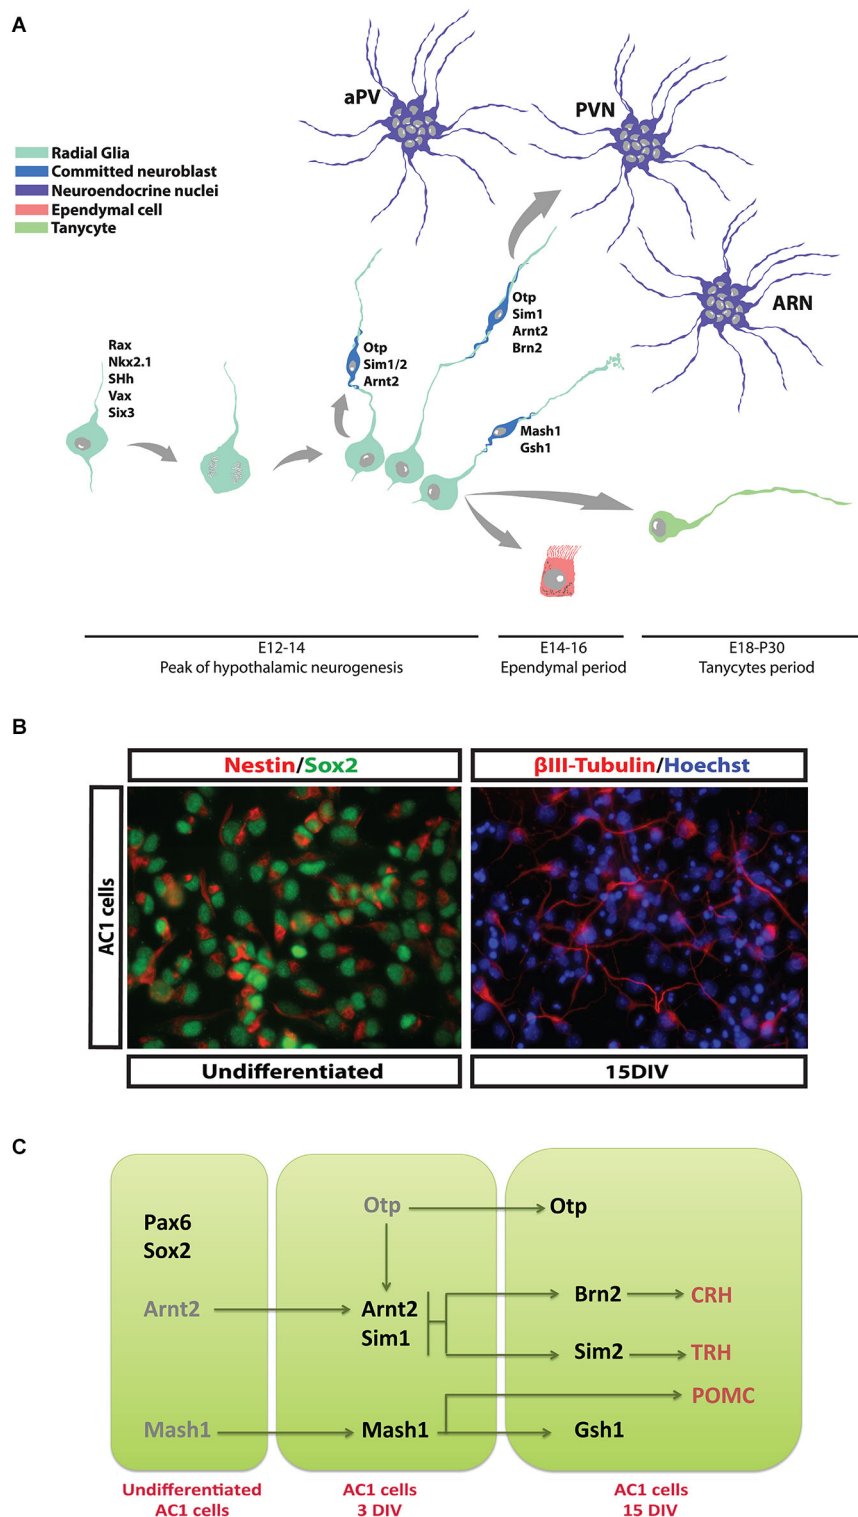 A
aPV
PVN
Radial Glia
Committed neuroblast
Neuroendocrine nuclei
Ependymal cell
Tanycyte
ARN
Otp
Sim1
Arnt2
Brn2
Rax
Nkx2.1
SHh
Vax
Six3
Otp
Sim1/2
Arnt2
Mash1
Gsh1
E12-14
Peak of hypothalamic neurogenesis
E14-16
Ependymal period
E18-P30
Tanycytes period
B
Nestin/Sox2
βIII-Tubulin/Hoechst
AC1 cells
Undifferentiated
15DIV
C
Pax6
Sox2
Arnt2
Mash1
Otp
Arnt2
Sim1
Mash1
Otp
Brn2
CRH
Sim2
TRH
POMC
Gsh1
Undifferentiated
AC1 cells
AC1 cells
3 DIV
AC1 cells
15 DIV